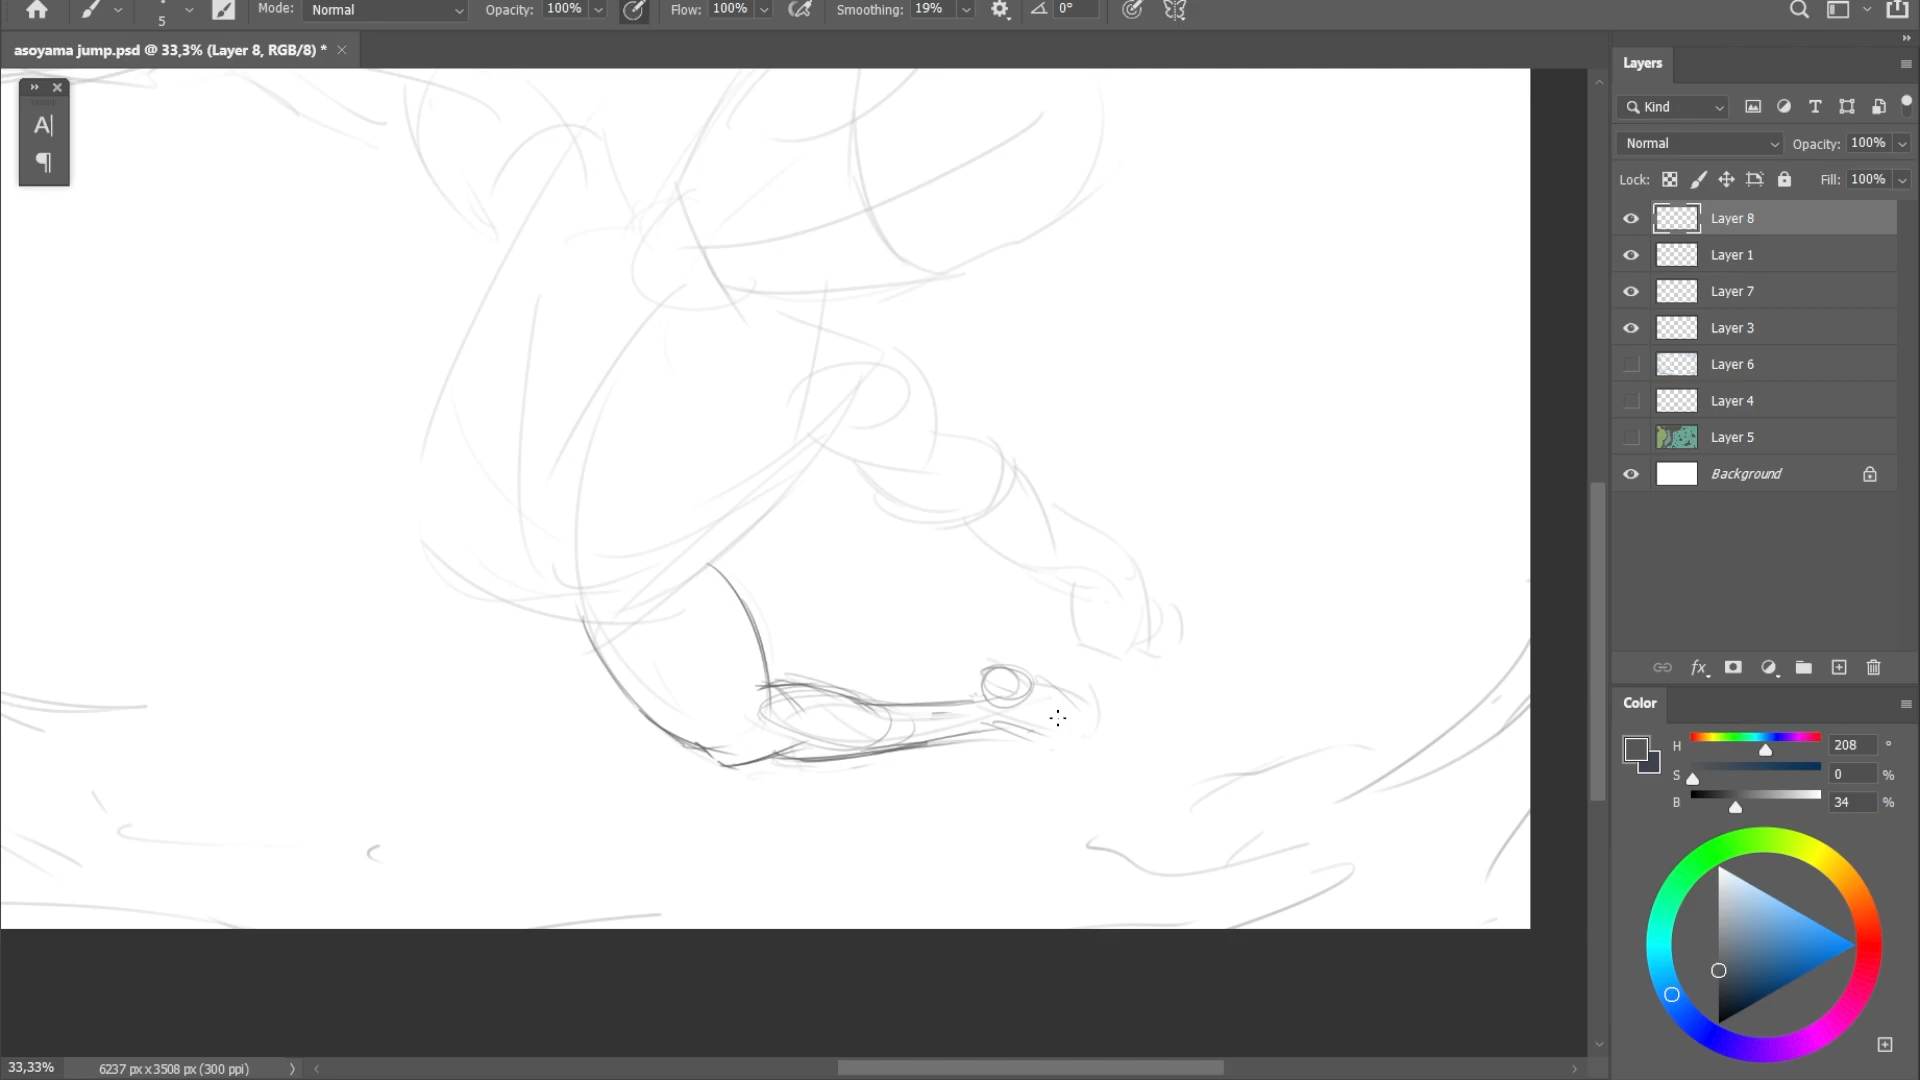 5
Mode:
Normal
Opacity:
100%
Flow:
100%
Smoothing:
19%
0°
asoyama jump.psd @ 33,3% (Layer 8, RGB/8) *
A
Layers
Kind
Normal
Opacity:
100%
Lock:
Fill:
100%
Layer 8
Layer 1
Layer 7
Layer 3
Layer 6
Layer 4
Layer 5
Background
fx
Color
H
208
°
S
0
%
B
34
%
33,33%
6237 px x 3508 px (300 ppi)